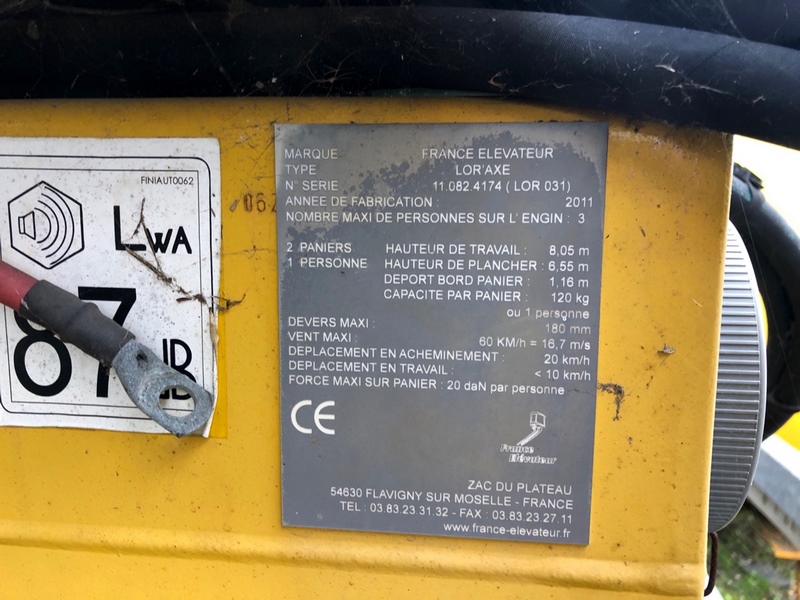 FINIAUT0062
LWA
87
06
MARQUE FRANCE ELEVATEUR
TYPE LOR'AXE
N° SERIE 11.082.4174 ( LOR 031)
ANNEE DE FABRICATION : 2011
NOMBRE MAXI DE PERSONNES SUR L' ENGIN : 3
2 PANIERS HAUTEUR DE TRAVAIL : 8,05 m
1 PERSONNE HAUTEUR DE PLANCHER : 6,55 m
DEPORT BORD PANIER : 1,16 m
CAPACITE PAR PANIER : 120 kg
ou 1 personne
DEVERS MAXI : 180 mm
VENT MAXI : 60 KM/H = 16,7 m/s
DEPLACEMENT EN ACHEMINEMENT : 20 km/h
DEPLACEMENT EN TRAVAIL : < 10 km/h
FORCE MAXI SUR PANIER : 20 daN par personne
CE
France
Elévateur
ZAC DU PLATEAU
54630 FLAVIGNY SUR MOSELLE - FRANCE
TEL : 03.83.23.31.32 - FAX : 03.83.23.27.11
www.france-elevateur.fr